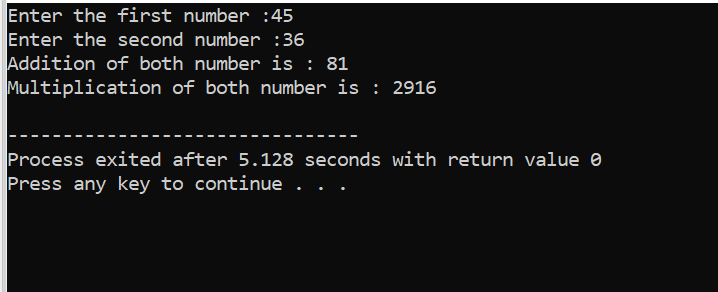 Enter the first number :45
Enter the second number :36
Addition of both number is : 81
Multiplication of both number is : 2916

--------------------------------
Process exited after 5.128 seconds with return value 0
Press any key to continue . . .